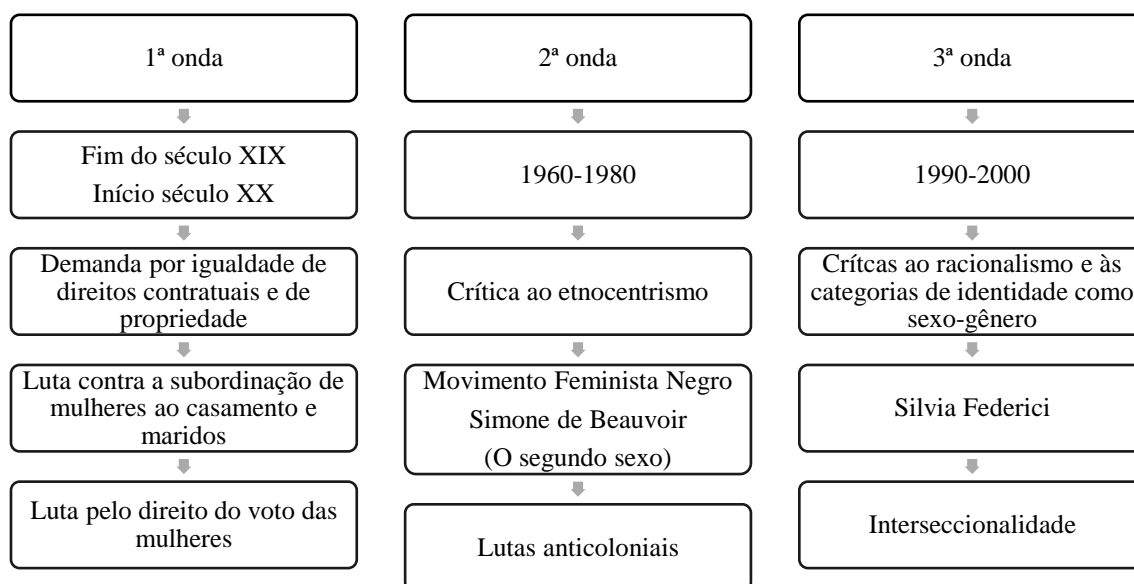 1ª onda
Fim do século XIX
Início século XX
Demanda por igualdade de
direitos contratuais e de
propriedade
Luta contra a subordinação de
mulheres ao casamento e
maridos
Luta pelo direito do voto das
mulheres
2ª onda
1960-1980
Crítica ao etnocentrismo
Movimento Feminista Negro
Simone de Beauvoir
(O segundo sexo)
Lutas anticoloniais
3ª onda
1990-2000
Crítcas ao racionalismo e às
categorias de identidade como
sexo-gênero
Silvia Federici
Interseccionalidade